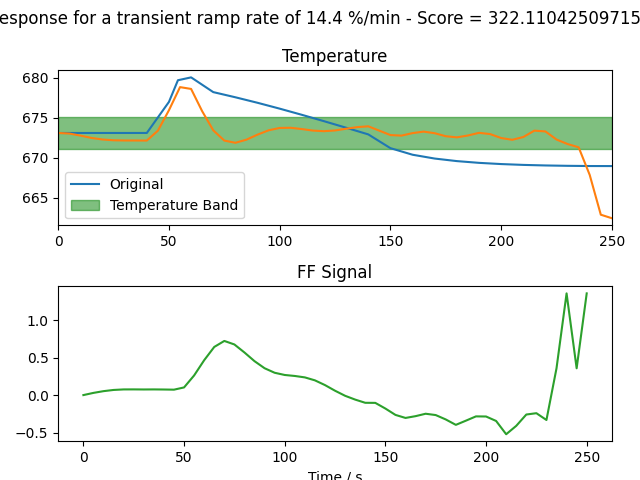 esponse for a transient ramp rate of 14.4 %/min - Score = 322.11042509715
Temperature
680
675
670
665
Original
Temperature Band
0 50 100 150 200 250
FF Signal
1.0
0.5
0.0
−0.5
0 50 100 150 200 250
Time / s